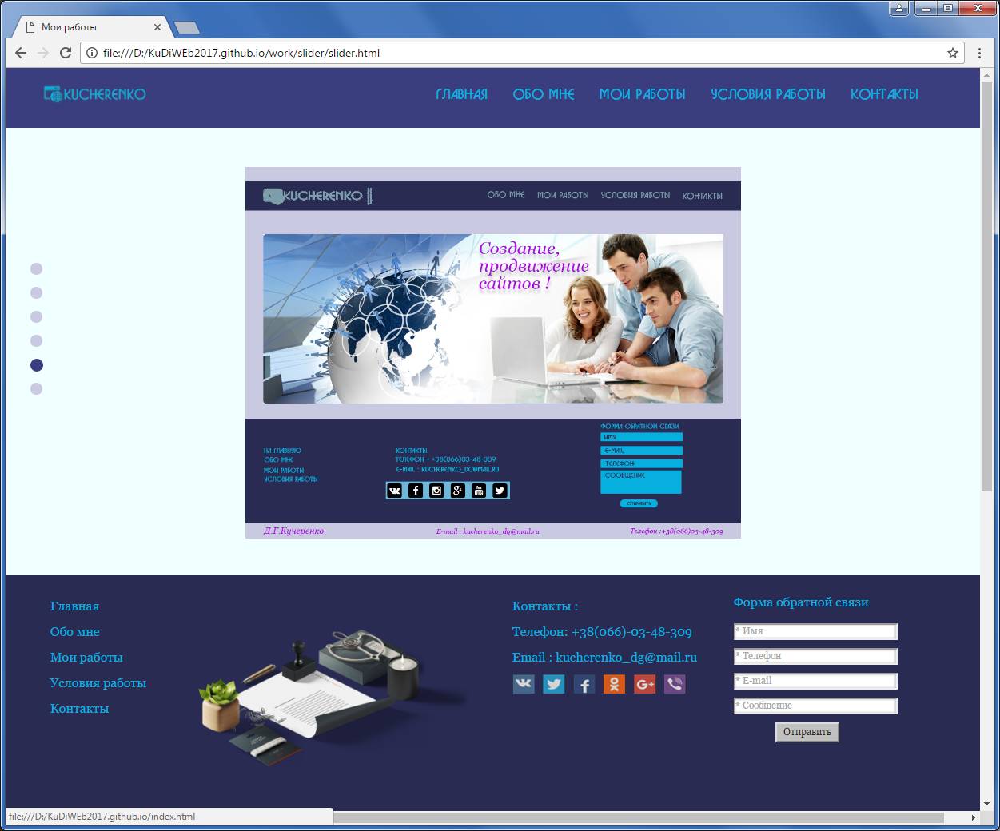 Мои работы
file:///D:/KuDiWEb2017.github.io/work/slider/slider.html
KUCHERENKO
ГЛАВНАЯ ОБО МНЕ МОИ РАБОТЫ УСЛОВИЯ РАБОТЫ КОНТАКТЫ
KUCHERENKO
ОБО МНЕ МОИ РАБОТЫ УСЛОВИЯ РАБОТЫ КОНТАКТЫ
Создание,
продвижение
сайтов !
НА ГЛАВНУЮ
ОБО МНЕ
МОИ РАБОТЫ
УСЛОВИЯ РАБОТЫ
КОНТАКТЫ:
ТЕЛЕФОН - +38(066)03-48-309
E-MAIL : KUCHERENKO_DG@MAIL.RU
ФОРМА ОБРАТНОЙ СВЯЗИ
ИМЯ
E-MAIL
ТЕЛЕФОН
СООБЩЕНИЕ
ОТПРАВИТЬ
Д.Г.Кучеренко
E-mail : kucherenko_dg@mail.ru
Телефон :+38(066)03-48-309
Главная
Обо мне
Мои работы
Условия работы
Контакты
Контакты :
Телефон: +38(066)-03-48-309
Email : kucherenko_dg@mail.ru
Форма обратной связи
* Имя
* Телефон
* E-mail
* Сообщение
Отправить
file:///D:/KuDiWEb2017.github.io/index.html